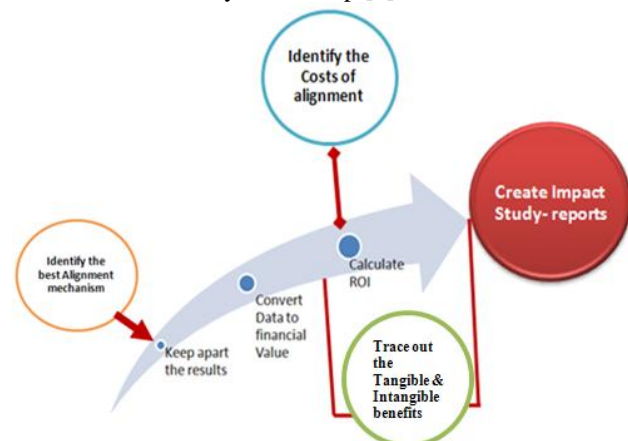 Identify the
Costs of
alignment
Create Impact
Study- reports
Identify the
best Alignment
mechanism
Keep apart
the results
Convert
Data to
financial
Value
Calculate
ROI
Trace out
the
Tangible &
Intangible
benefits